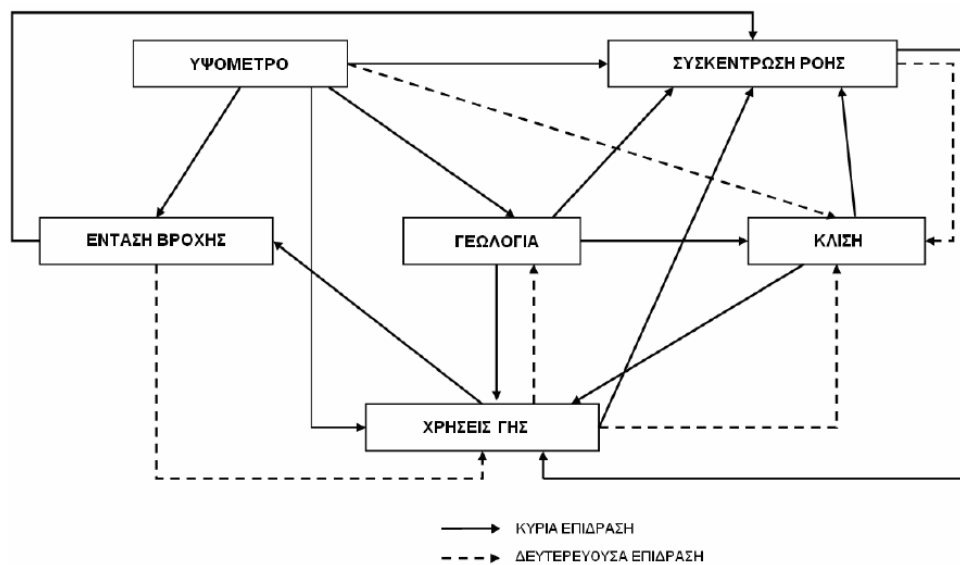 ΥΨΟΜΕΤΡΟ
ΣΥΣΚΕΝΤΡΩΣΗ ΡΟΗΣ
ΕΝΤΑΣΗ ΒΡΟΧΗΣ
ΓΕΩΛΟΓΙΑ
ΚΛΙΣΗ
ΧΡΗΣΕΙΣ ΓΗΣ
ΚΥΡΙΑ ΕΠΙΔΡΑΣΗ
ΔΕΥΤΕΡΕΥΟΥΣΑ ΕΠΙΔΡΑΣΗ